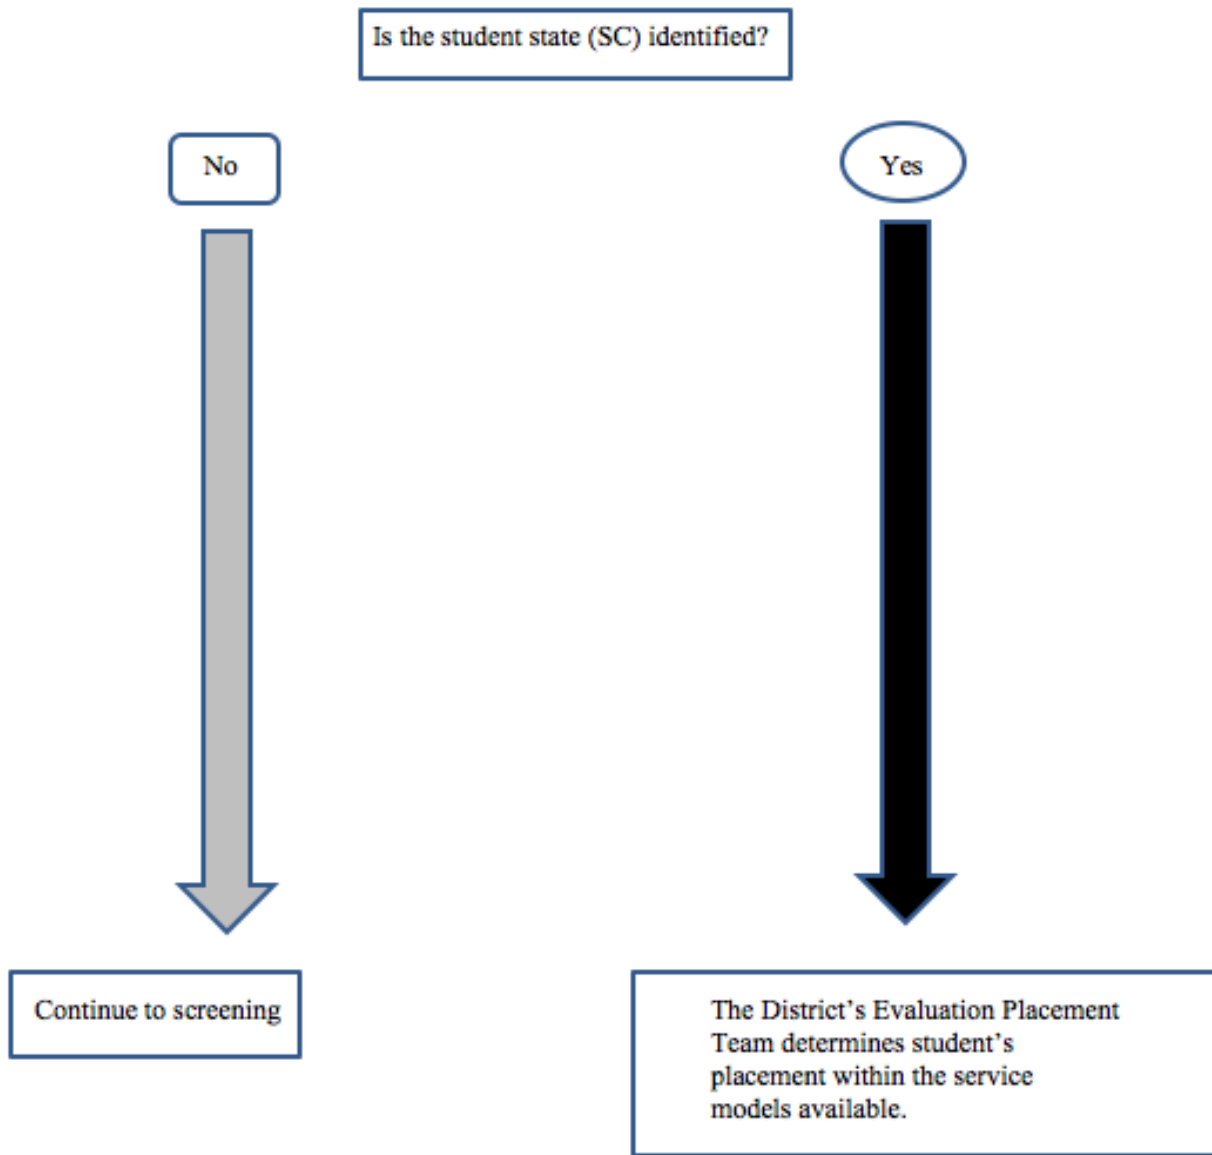 Is the student state (SC) identified?
No
Yes
Continue to screening
The District’s Evaluation Placement
Team determines student’s
placement within the service
models available.